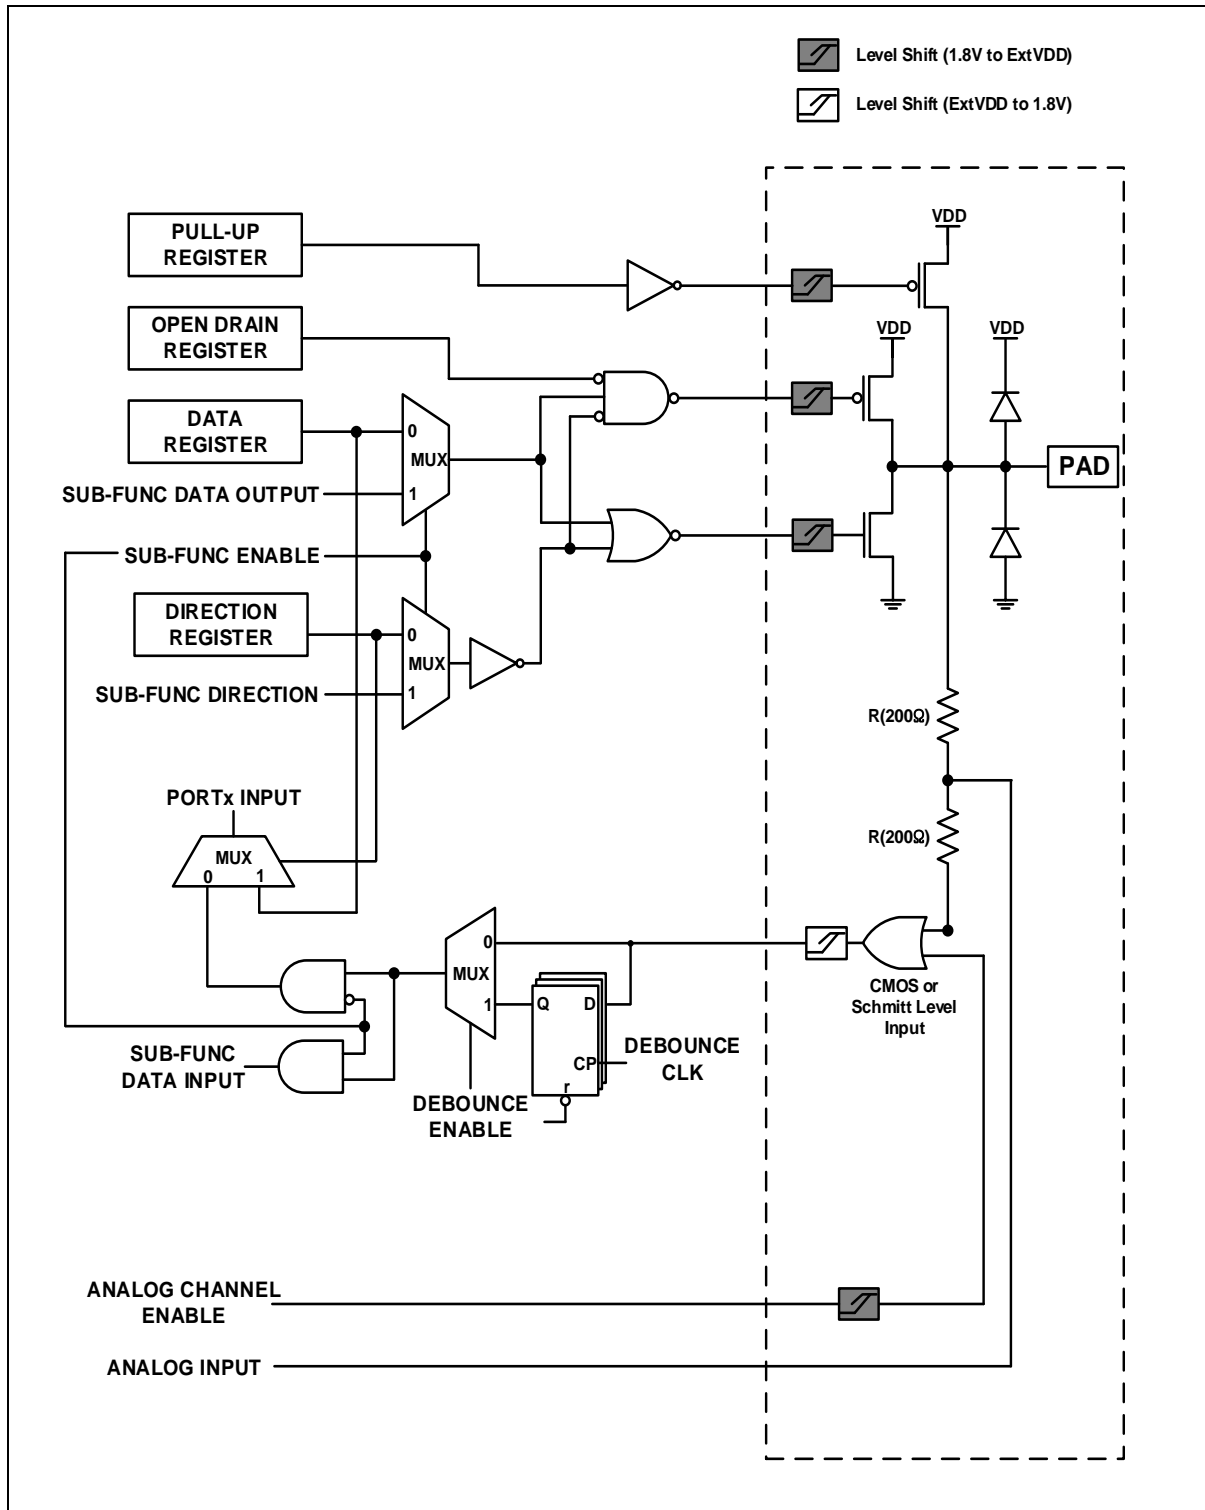 Level Shift (1.8V to ExtVDD)
Level Shift (ExtVDD to 1.8V)
VDD
PULL-UP
REGISTER
OPEN DRAIN
REGISTER
VDD
VDD
DATA
REGISTER
0
MUX
1
PAD
SUB-FUNC DATA OUTPUT
SUB-FUNC ENABLE
DIRECTION
REGISTER
0
MUX
1
SUB-FUNC DIRECTION
R(200Ω)
PORTx INPUT
MUX
0 1
R(200Ω)
0
MUX
1
Q D
CP
r
CMOS or
Schmitt Level
Input
SUB-FUNC
DATA INPUT
DEBOUNCE
CLK
DEBOUNCE
ENABLE
ANALOG CHANNEL
ENABLE
ANALOG INPUT